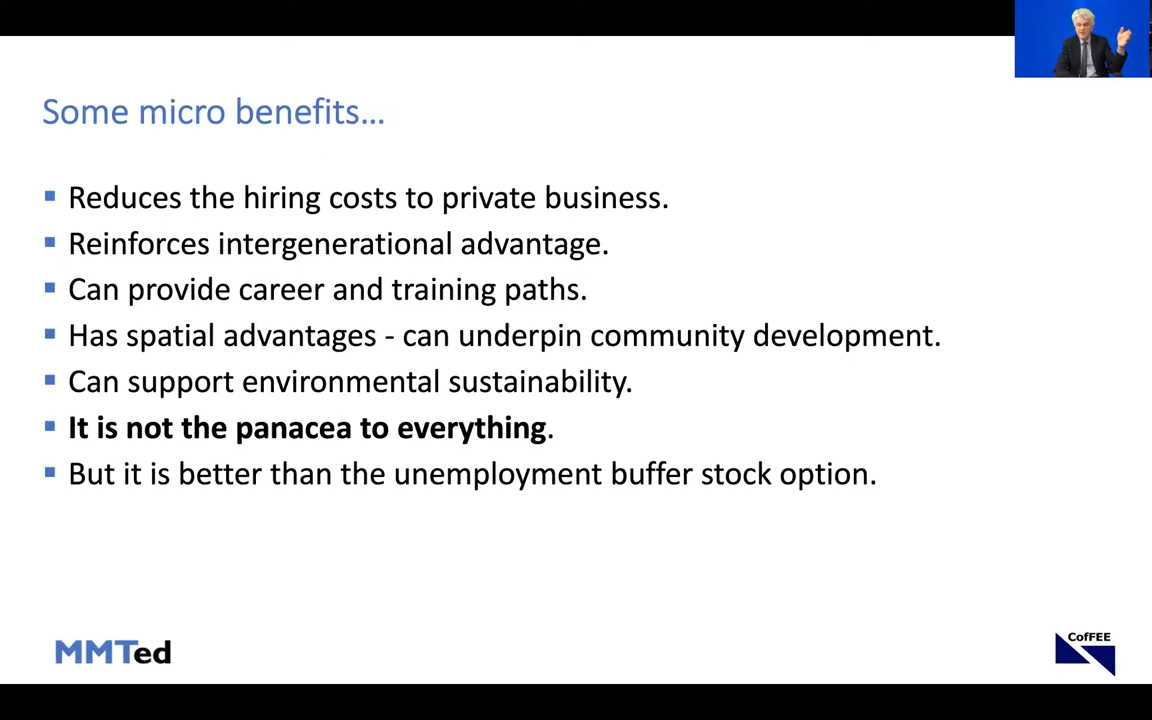 Some micro benefits...
Reduces the hiring costs to private business.
Reinforces intergenerational advantage.
Can provide career and training paths.
Has spatial advantages - can underpin community development.
Can support environmental sustainability.
It is not the panacea to everything.
But it is better than the unemployment buffer stock option.
MMTed
CofFEE